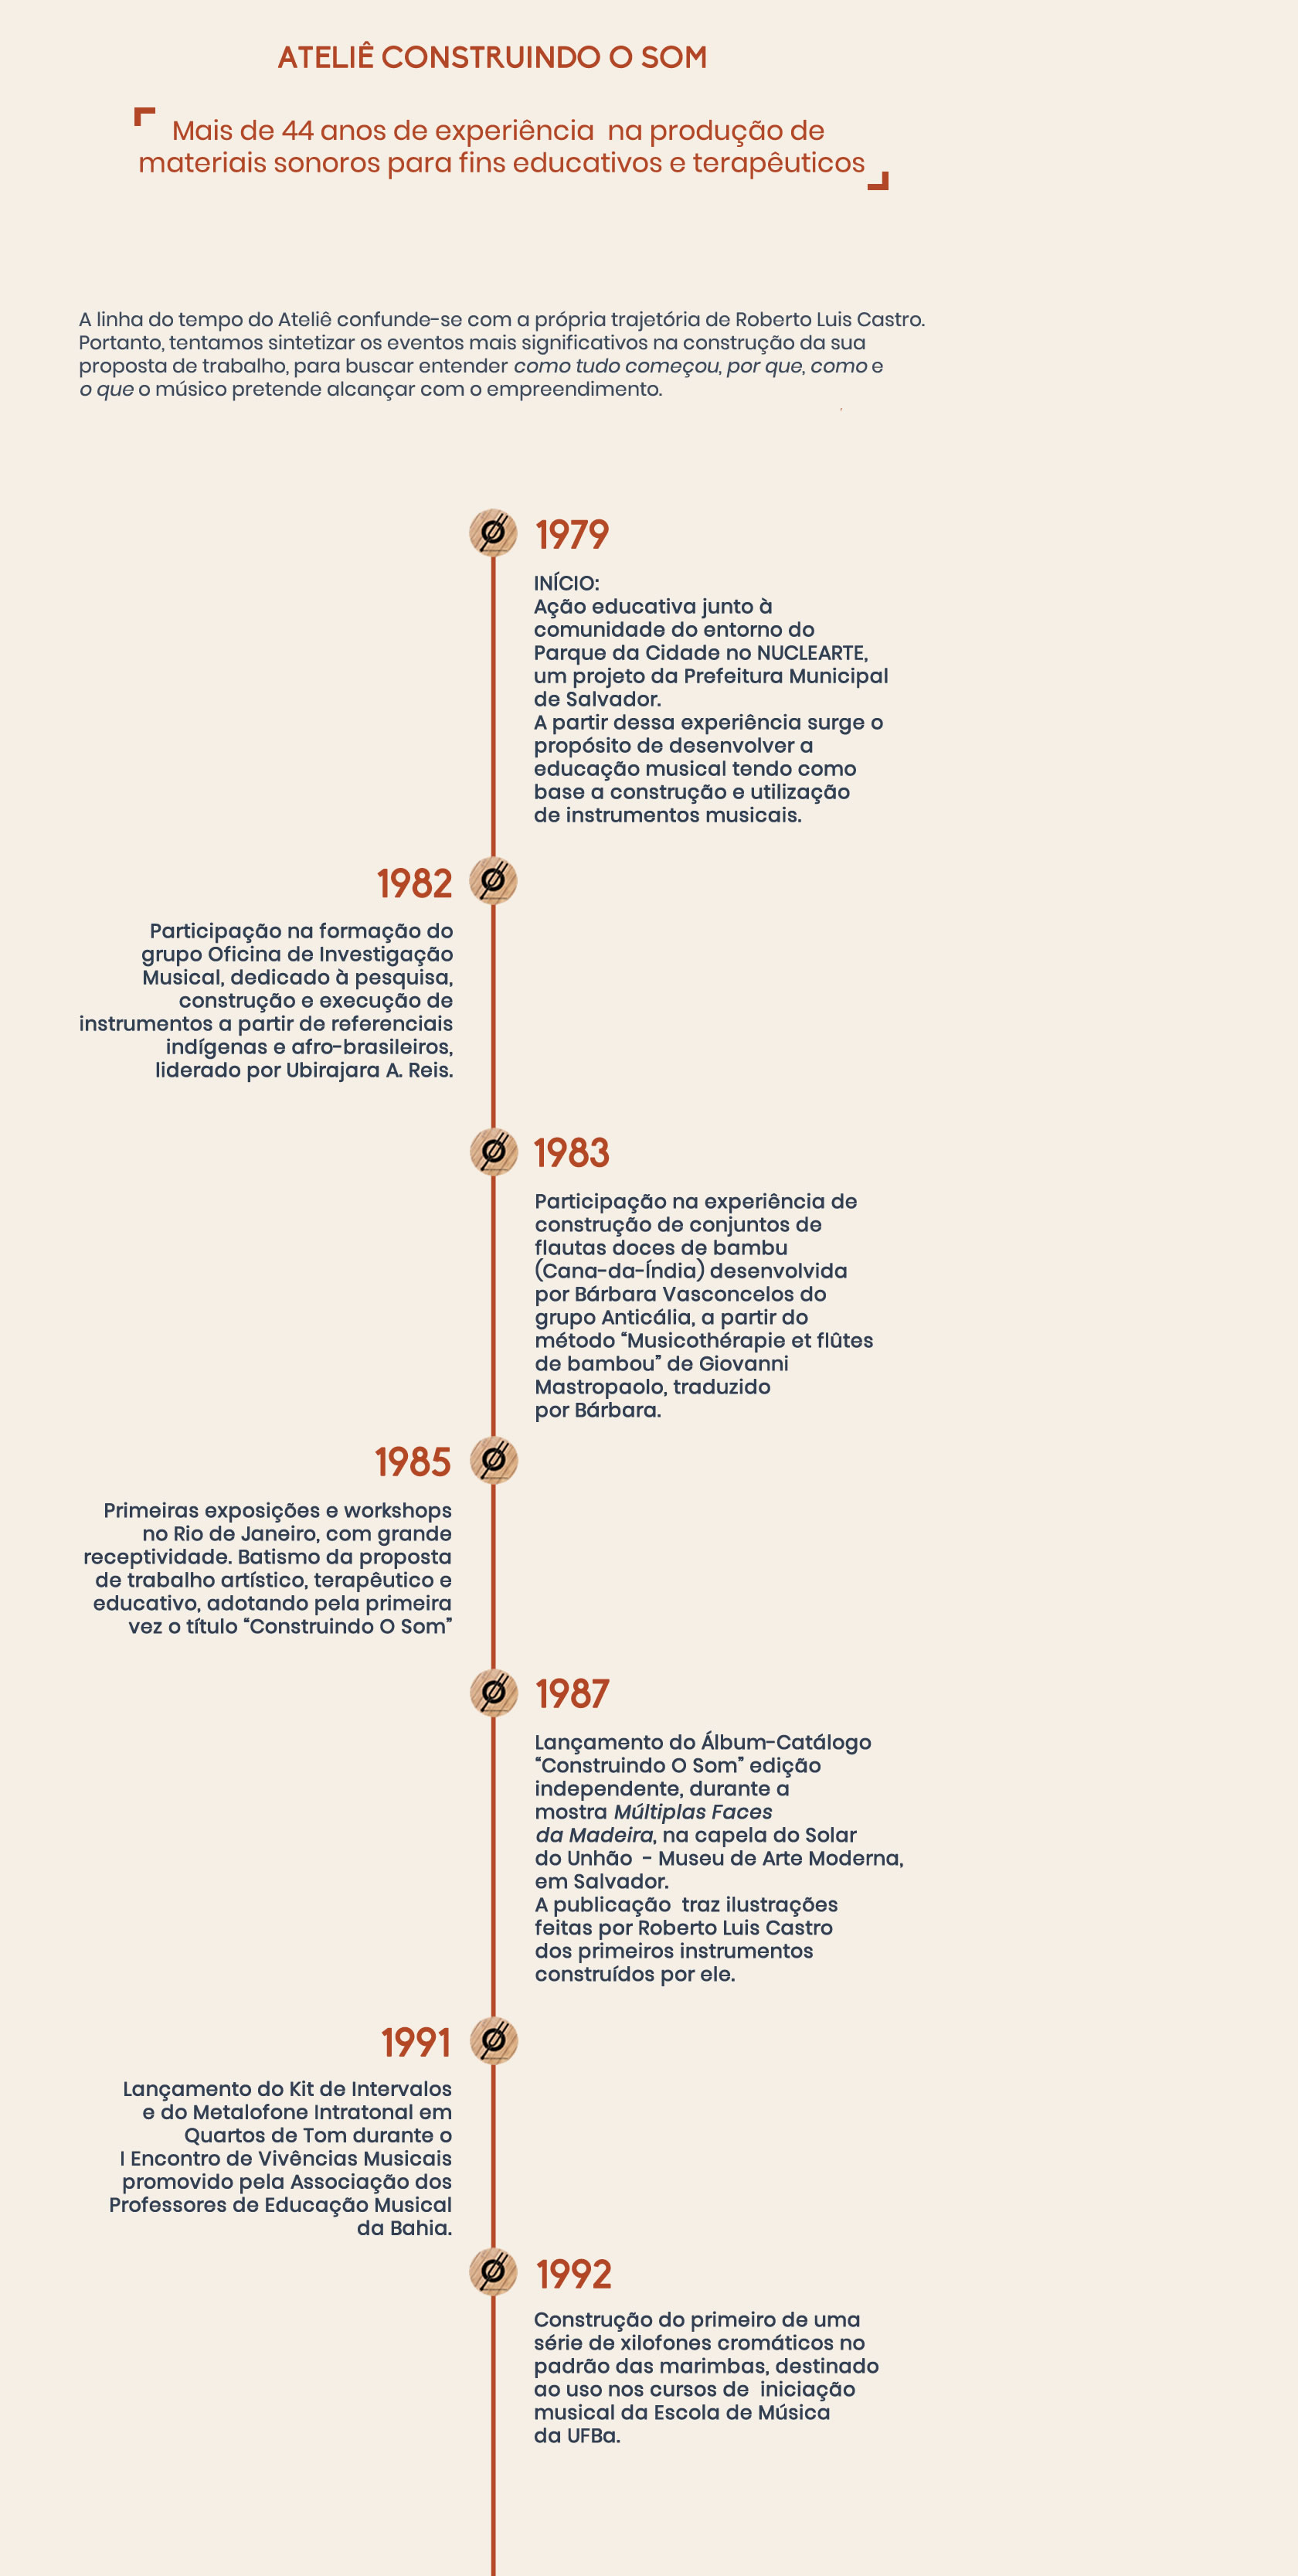 ATELIÊ CONSTRUINDO O SOM
Mais de 44 anos de experiência na produção de
materiais sonoros para fins educativos e terapêuticos
A linha do tempo do Ateliê confunde-se com a própria trajetória de Roberto Luis Castro.
Portanto, tentamos sintetizar os eventos mais significativos na construção da sua
proposta de trabalho, para buscar entender como tudo começou, por que, como e
o que o músico pretende alcançar com o empreendimento.
1979
INÍCIO:
Ação educativa junto à
comunidade do entorno do
Parque da Cidade no NUCLEARTE,
um projeto da Prefeitura Municipal
de Salvador.
A partir dessa experiência surge o
propósito de desenvolver a
educação musical tendo como
base a construção e utilização
de instrumentos musicais.
1982
Participação na formação do
grupo Oficina de Investigação
Musical, dedicado à pesquisa,
construção e execução de
instrumentos a partir de referenciais
indígenas e afro-brasileiros,
liderado por Ubirajara A. Reis.
1983
Participação na experiência de
construção de conjuntos de
flautas doces de bambu
(Cana-da-Índia) desenvolvida
por Bárbara Vasconcelos do
grupo Anticália, a partir do
método “Musicothérapie et flûtes
de bambou” de Giovanni
Mastropaolo, traduzido
por Bárbara.
1985
Primeiras exposições e workshops
no Rio de Janeiro, com grande
receptividade. Batismo da proposta
de trabalho artístico, terapêutico e
educativo, adotando pela primeira
vez o título “Construindo O Som”
1987
Lançamento do Álbum-Catálogo
“Construindo O Som” edição
independente, durante a
mostra Múltiplas Faces
da Madeira, na capela do Solar
do Unhão - Museu de Arte Moderna,
em Salvador.
A publicação traz ilustrações
feitas por Roberto Luis Castro
dos primeiros instrumentos
construídos por ele.
1991
Lançamento do Kit de Intervalos
e do Metalofone Intratonal em
Quartos de Tom durante o
I Encontro de Vivências Musicais
promovido pela Associação dos
Professores de Educação Musical
da Bahia.
1992
Construção do primeiro de uma
série de xilofones cromáticos no
padrão das marimbas, destinado
ao uso nos cursos de iniciação
musical da Escola de Música
da UFBa.